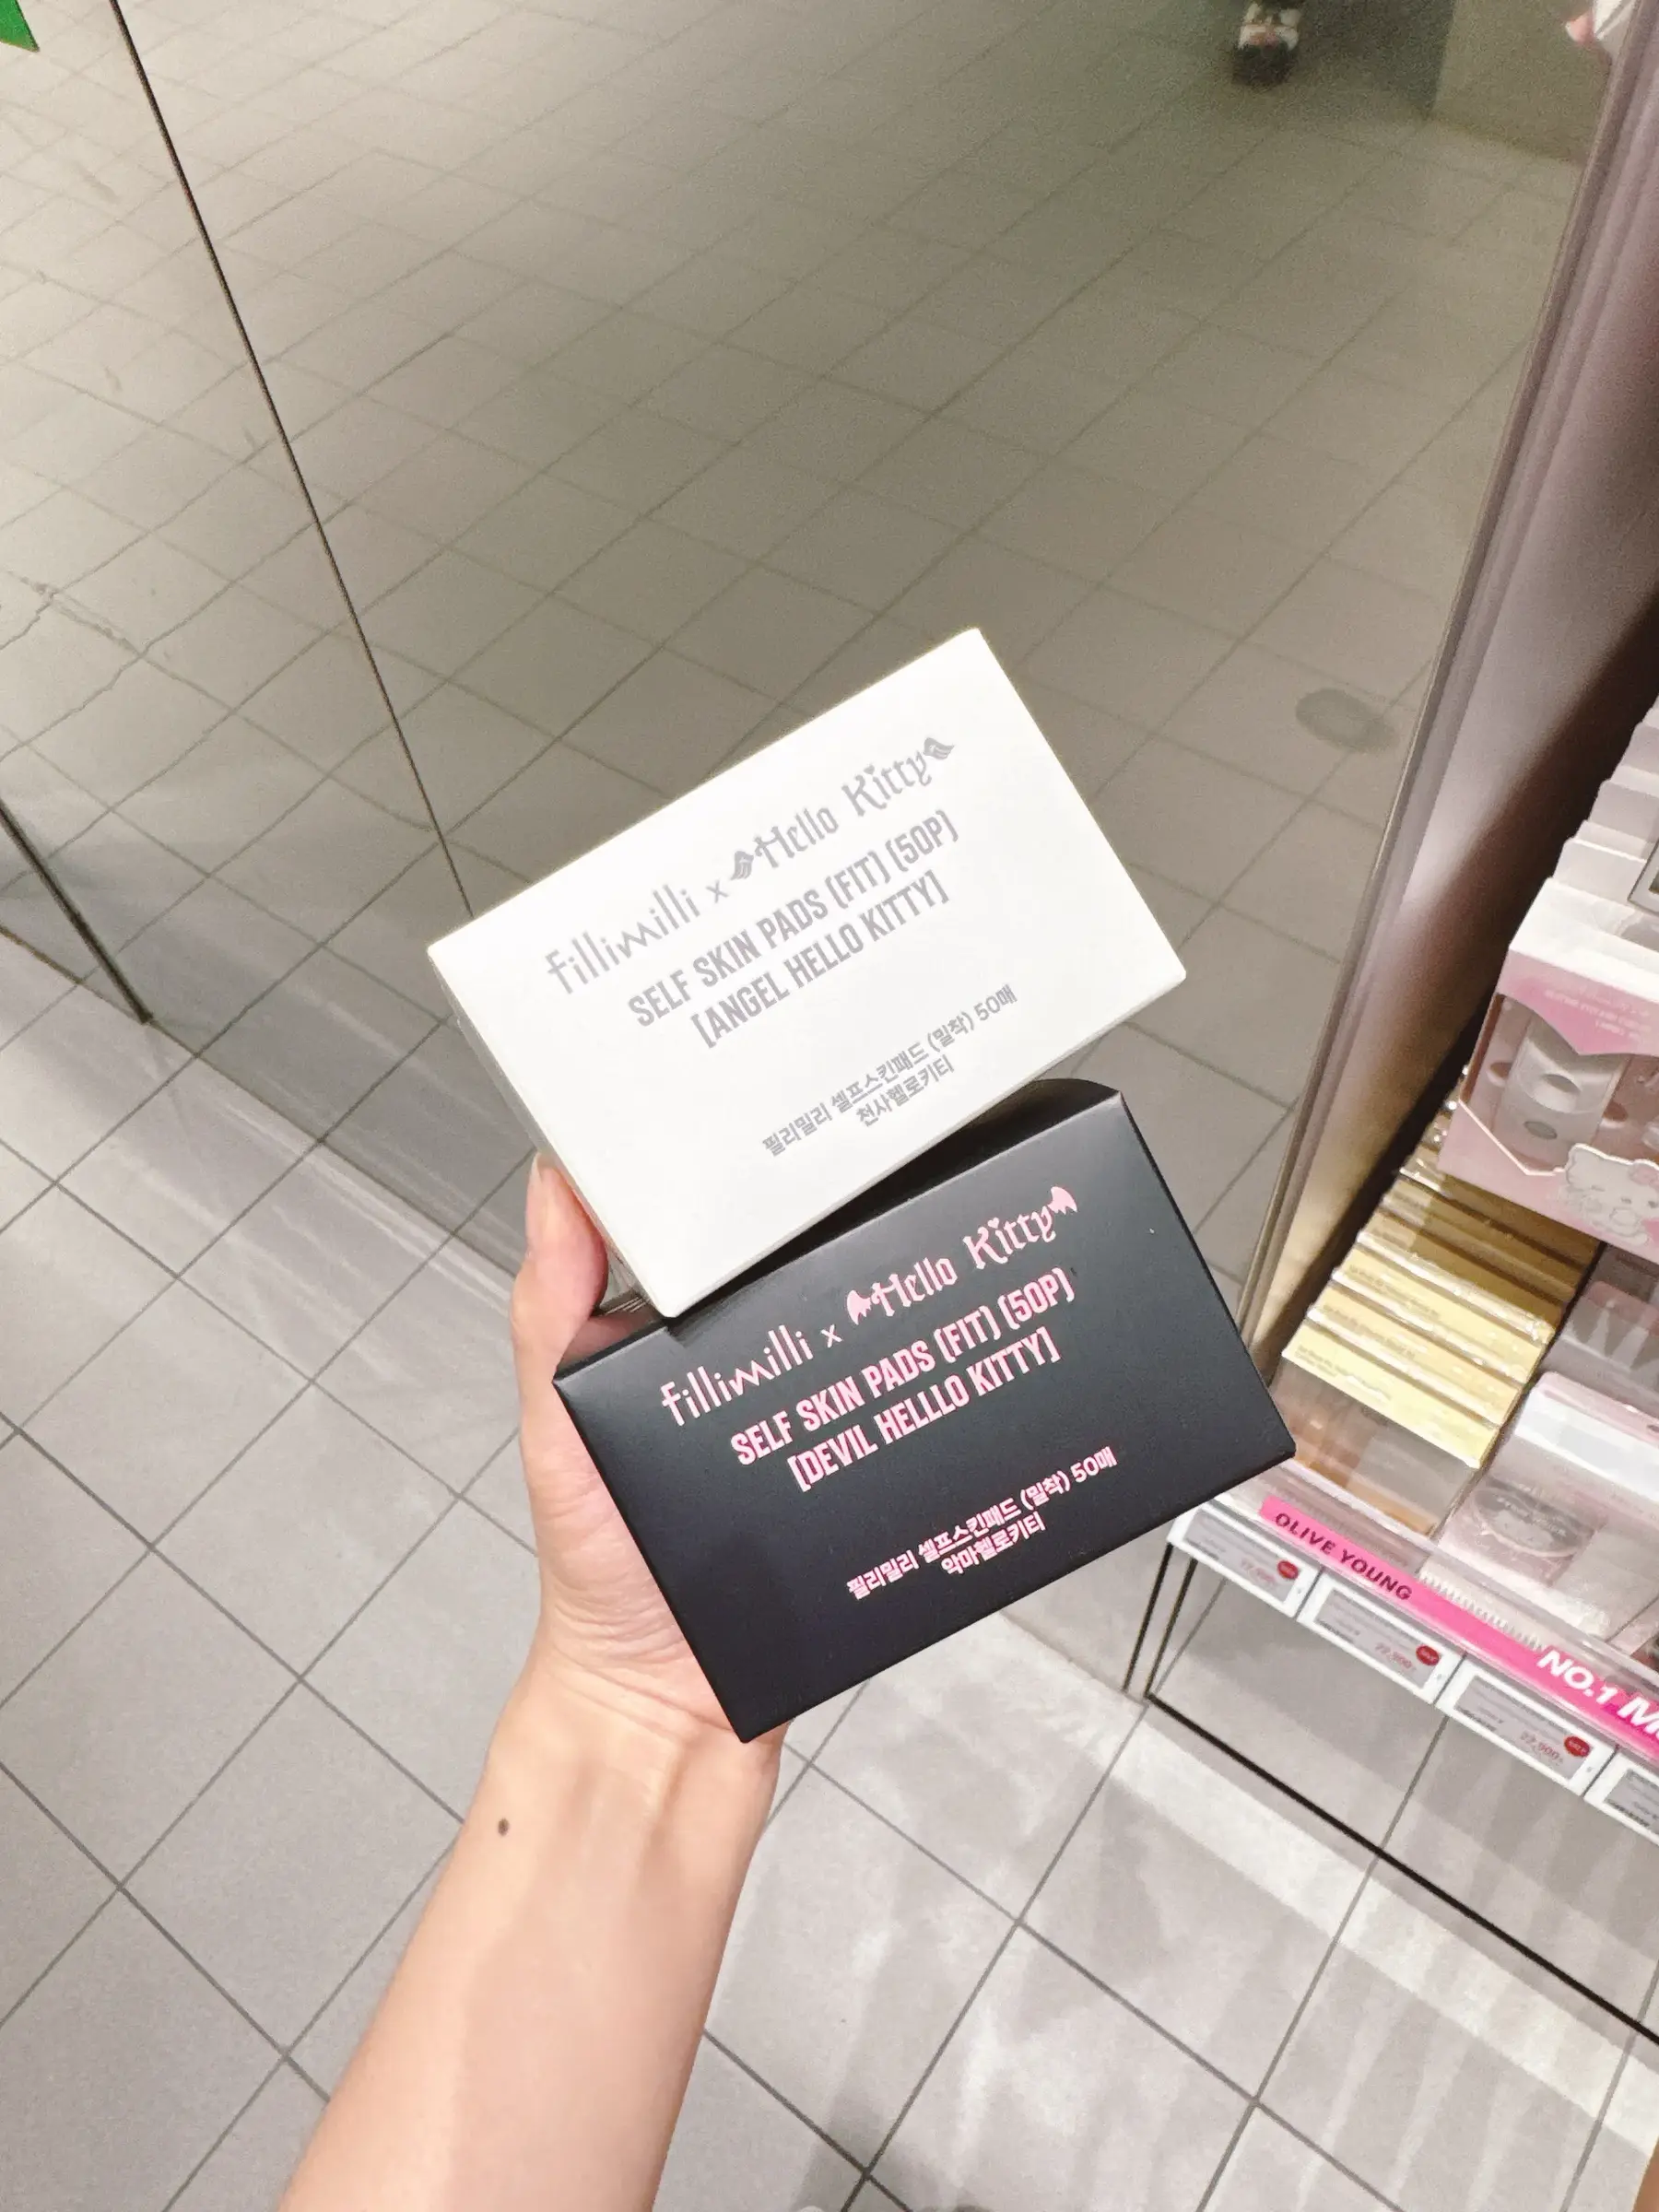 fillimilli x Hello Kitty
SELF SKIN PADS (FIT) (50P)
[ANGEL HELLO KITTY]
필리밀리 셀프스킨패드 (밀착) 50매
천사헬로키티
fillimilli x Hello Kitty
SELF SKIN PADS (FIT) (50P)
[DEVIL HELLLO KITTY]
필리밀리 셀프스킨패드 (밀착) 50매
악마헬로키티
OLIVE YOUNG
NO.1